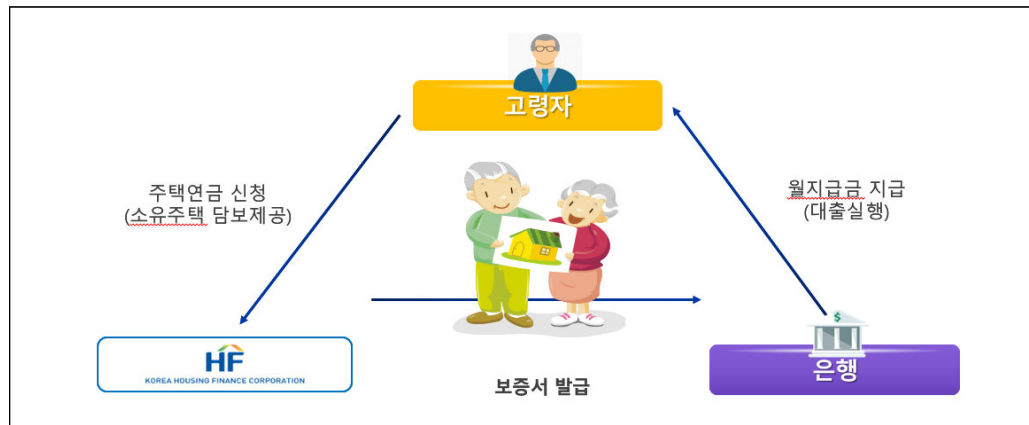 고령자
주택연금 신청
(소유주택 담보제공)
월지급금 지급
(대출실행)
HF
KOREA HOUSING FINANCE CORPORATION
$
은행
보증서 발급